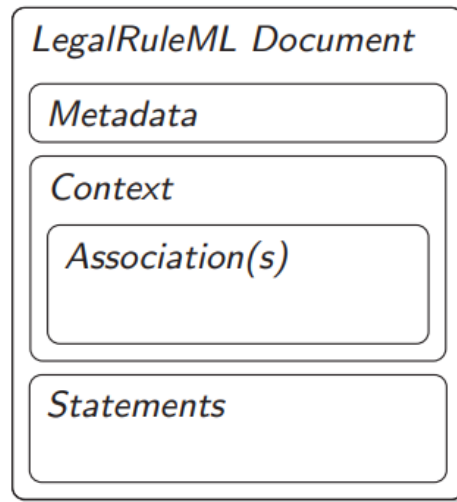 LegalRuleML Document
Metadata
Context
Association(s)
Statements